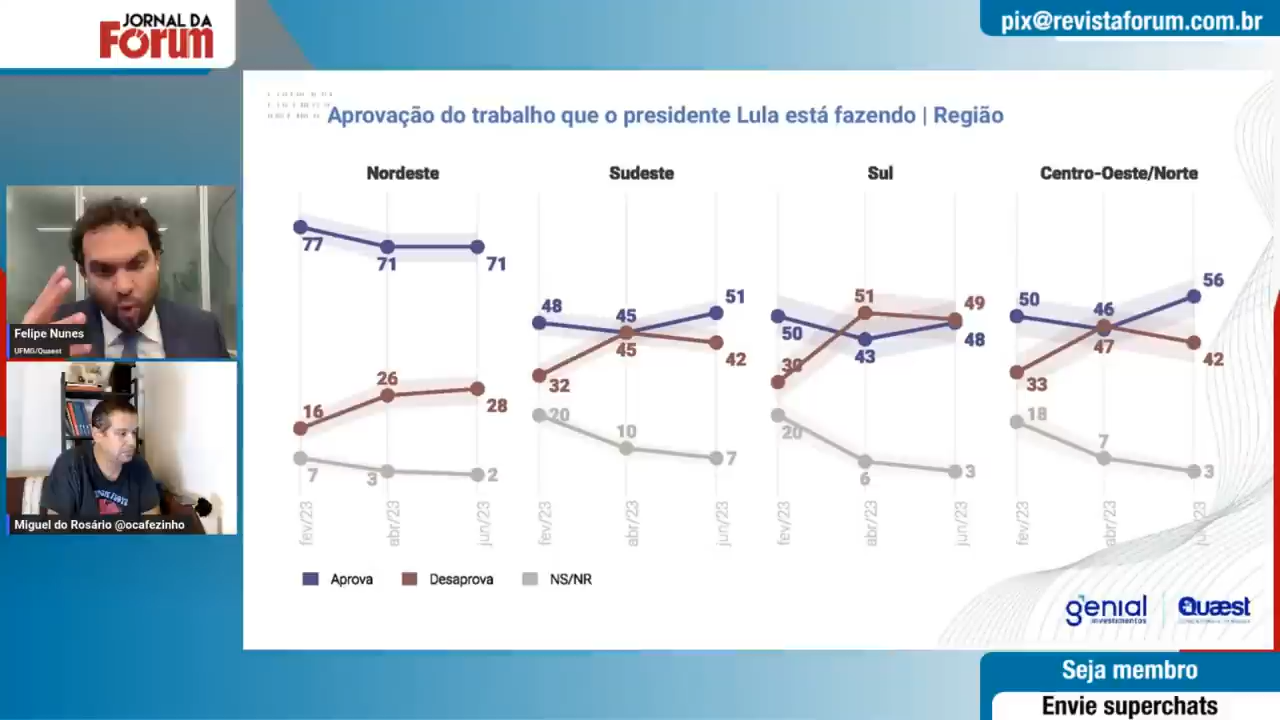 JORNAL DA
Fórum
pix@revistaforum.com.br
Aprovação do trabalho que o presidente Lula está fazendo | Região
Nordeste
Sudeste
Sul
Centro-Oeste/Norte
77
71
71
16
26
28
7
3
2
fev/23
abr/23
jun/23
48
45
51
32
45
42
20
10
7
fev/23
abr/23
jun/23
50
43
48
30
51
49
20
6
3
fev/23
abr/23
jun/23
50
46
56
33
47
42
18
7
3
fev/23
abr/23
jun/23
Aprova
Desaprova
NS/NR
Felipe Nunes
UFMG/Quaest
Miguel do Rosário @ocafezinho
genial
investimentos
Quæst
Seja membro
Envie superchats